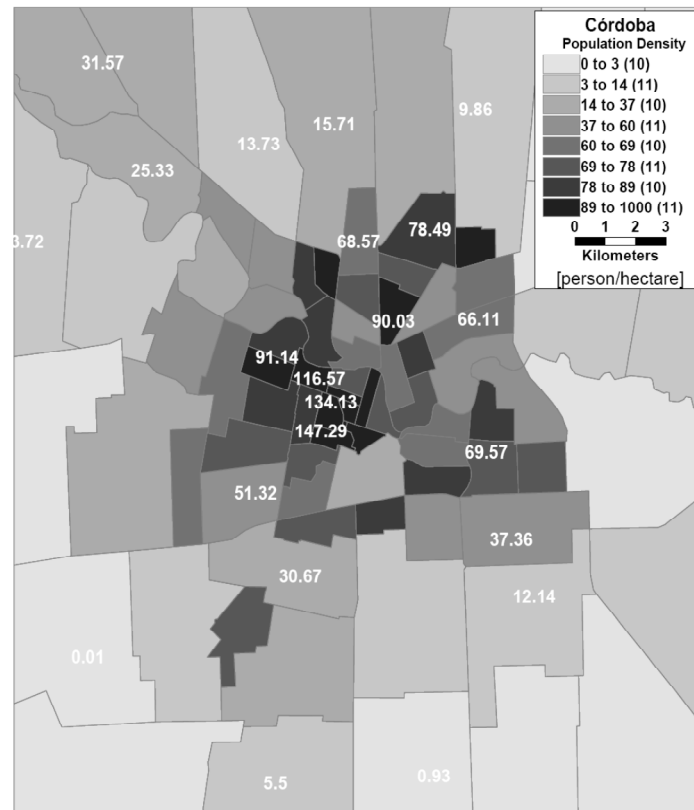 Córdoba
Population Density
0 to 3 (10)
3 to 14 (11)
14 to 37 (10)
37 to 60 (11)
60 to 69 (10)
69 to 78 (11)
78 to 89 (10)
89 to 1000 (11)
0 1 2 3
Kilometers
[person/hectare]
31.57
9.86
15.71
13.73
25.33
3.72
68.57
78.49
90.03
66.11
91.14
116.57
134.13
147.29
69.57
51.32
37.36
30.67
12.14
0.01
5.5
0.93